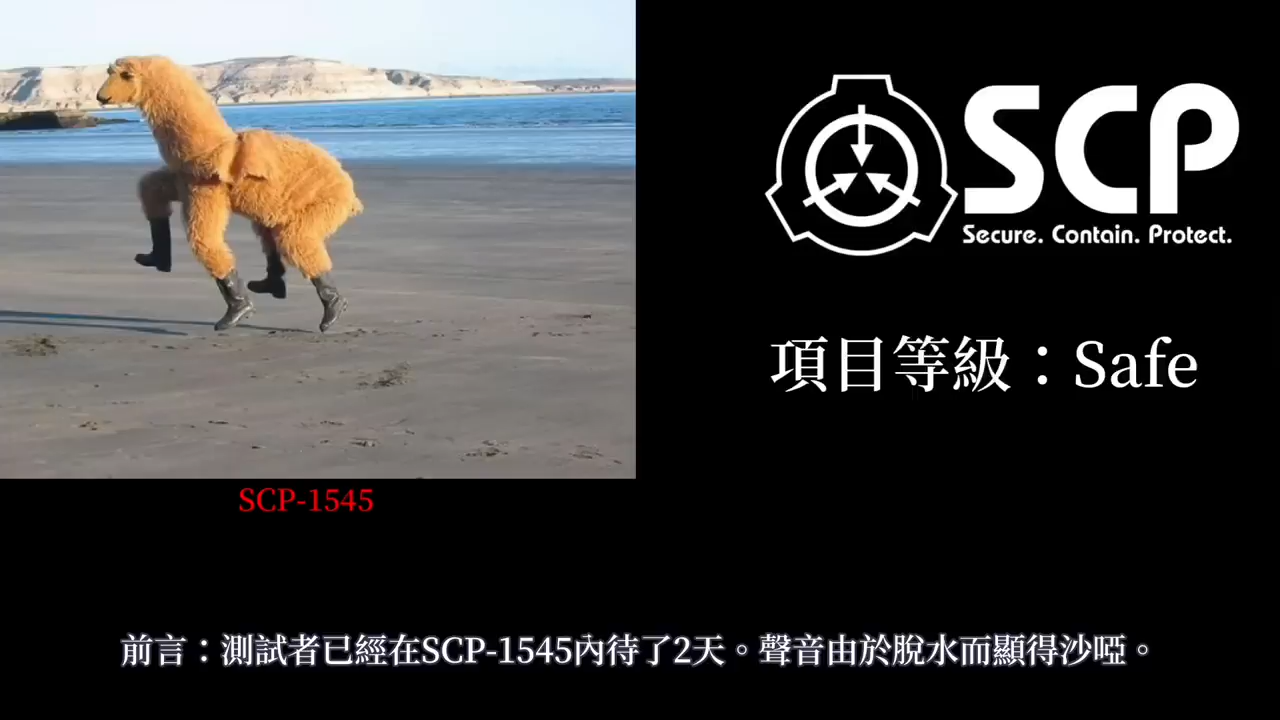 SCP
Secure. Contain. Protect.
項目等級：Safe
SCP-1545
前言：測試者已經在SCP-1545內待了2天。聲音由於脫水而顯得沙啞。